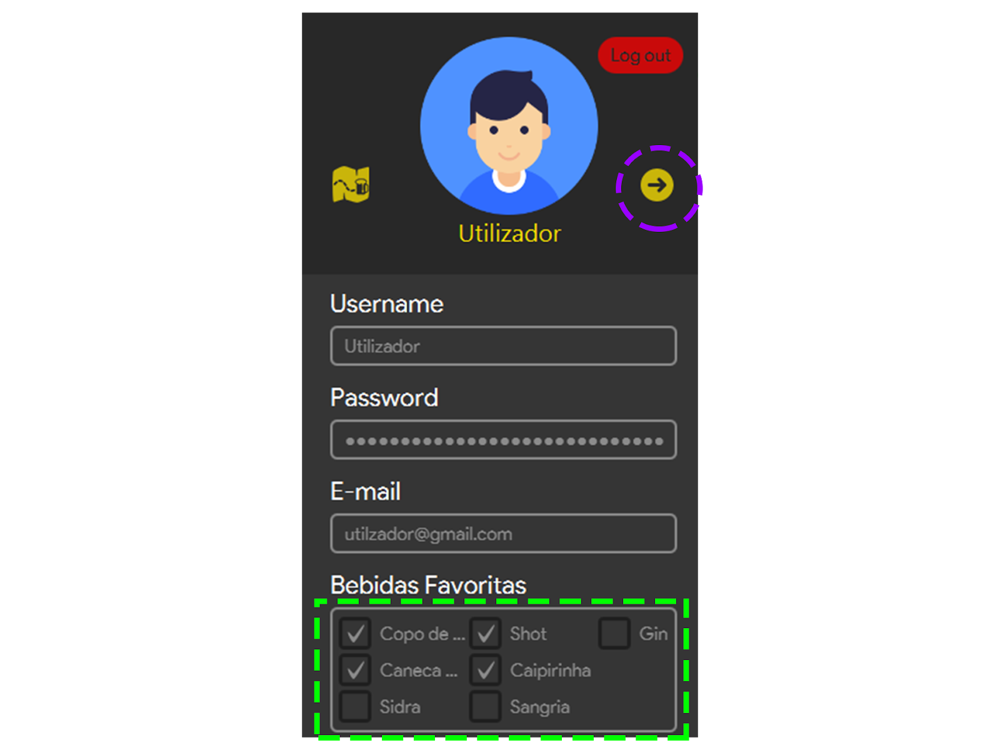 Log out
Utilizador
Username
Utilizador
Password
E-mail
utilzador@gmail.com
Bebidas Favoritas
Copo de ... Shot Gin
Caneca ... Caipirinha
Sidra Sangria